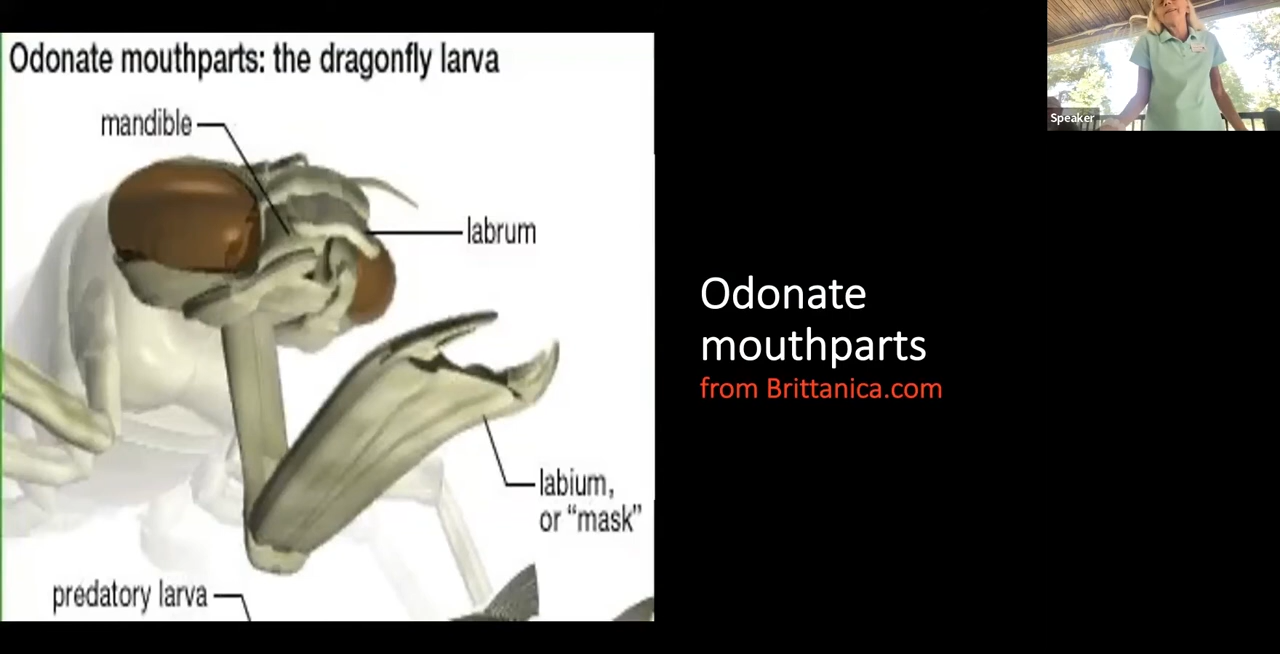 Odonate mouthparts: the dragonfly larva
mandible
labrum
labium,
or “mask”
predatory larva
Odonate
mouthparts
from Brittanica.com
Speaker